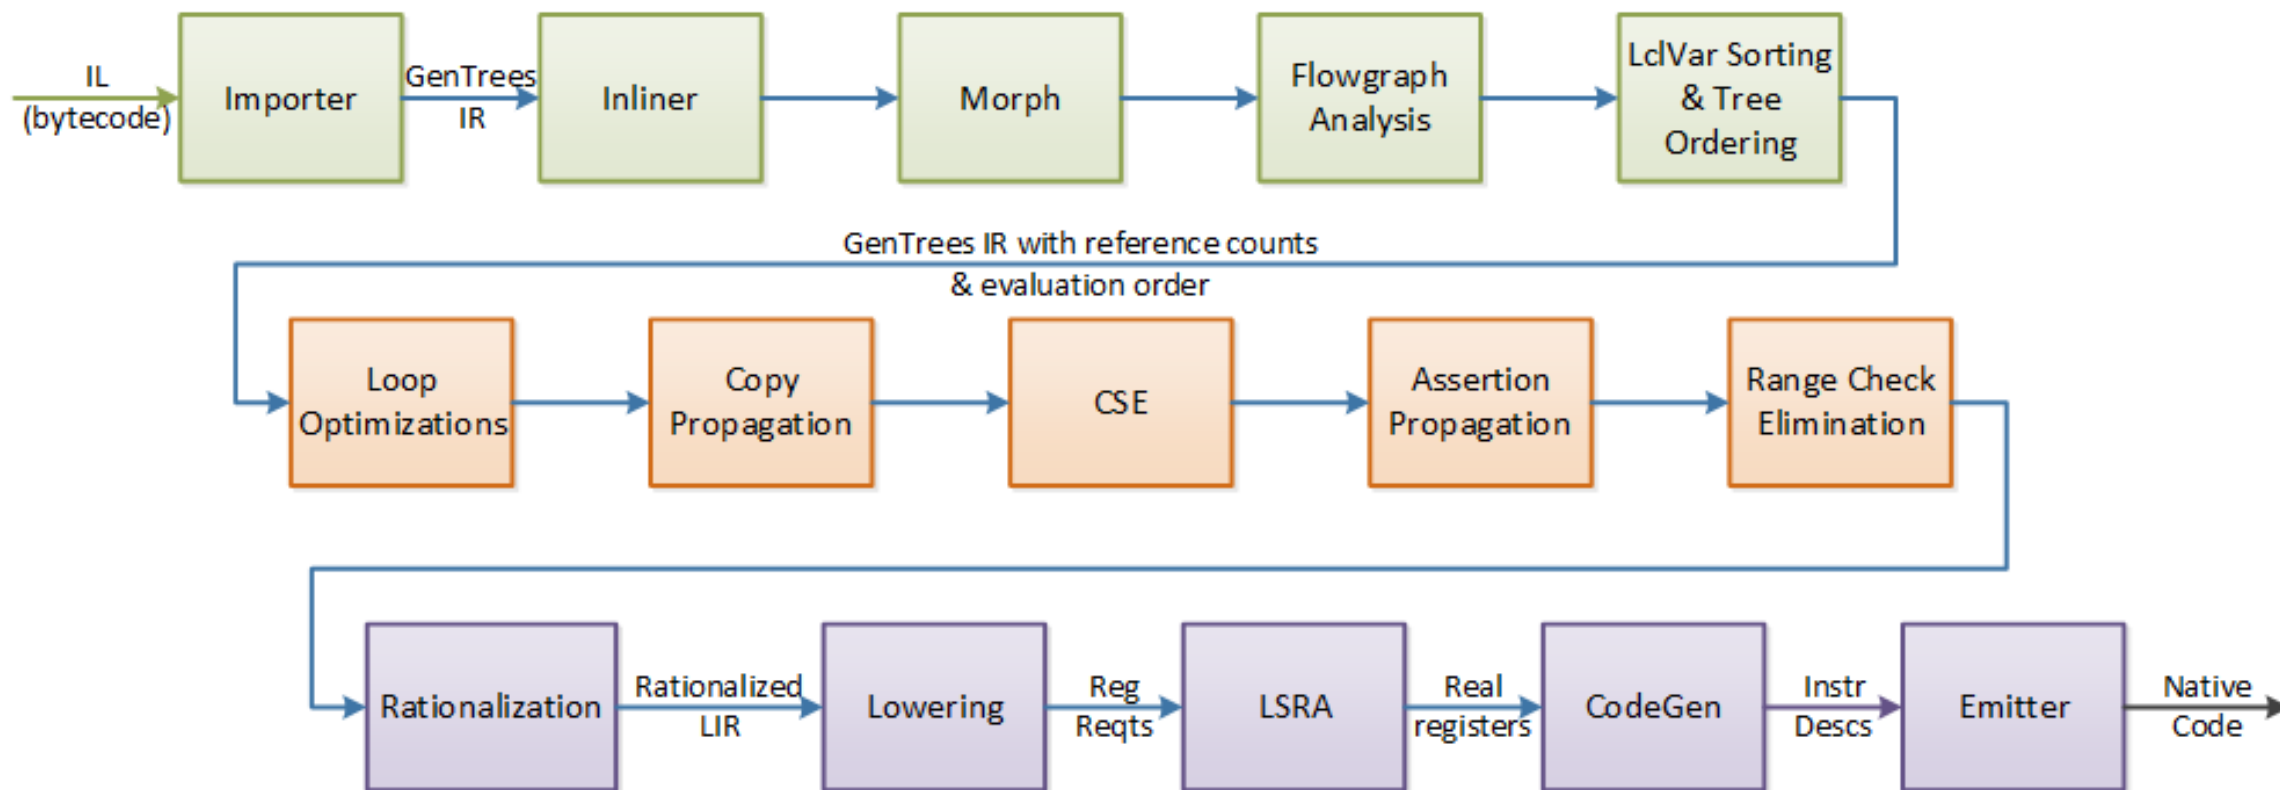 IL
(bytecode)
Importer
GenTrees
IR
Inliner
Morph
Flowgraph
Analysis
LclVar Sorting
& Tree
Ordering
GenTrees IR with reference counts
& evaluation order
Loop
Optimizations
Copy
Propagation
CSE
Assertion
Propagation
Range Check
Elimination
Rationalization
Rationalized
LIR
Lowering
Reg
Reqts
LSRA
Real
registers
CodeGen
Instr
Descs
Emitter
Native
Code